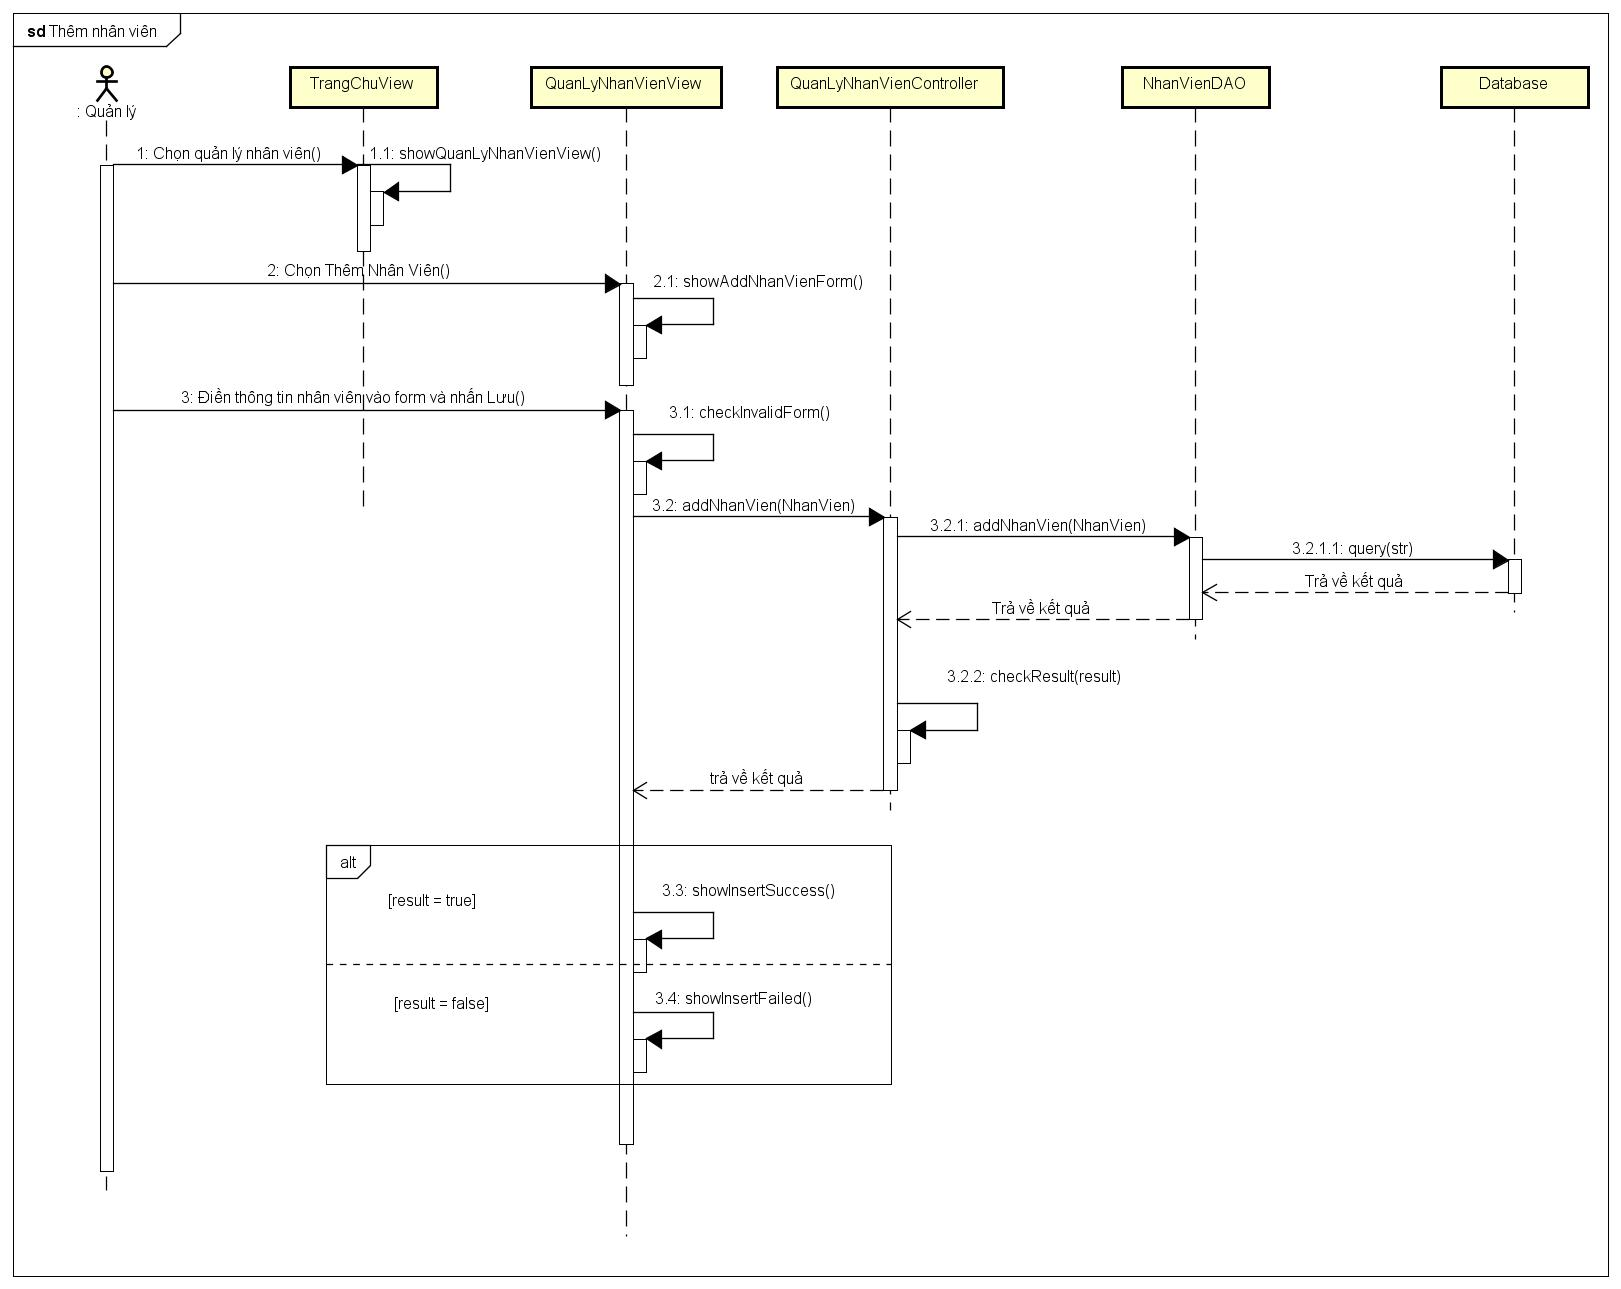 sd Thêm nhân viên
: Quản lý
TrangChuView
QuanLyNhanVienView
QuanLyNhanVienController
NhanVienDAO
Database
1: Chọn quản lý nhân viên()
1.1: showQuanLyNhanVienView()
2: Chọn Thêm Nhân Viên()
2.1: showAddNhanVienForm()
3: Điền thông tin nhân viên vào form và nhấn Lưu()
3.1: checkInvalidForm()
3.2: addNhanVien(NhanVien)
3.2.1: addNhanVien(NhanVien)
3.2.1.1: query(str)
Trả về kết quả
Trả về kết quả
3.2.2: checkResult(result)
trả về kết quả
alt
[result = true]
3.3: showInsertSuccess()
[result = false]
3.4: showInsertFailed()